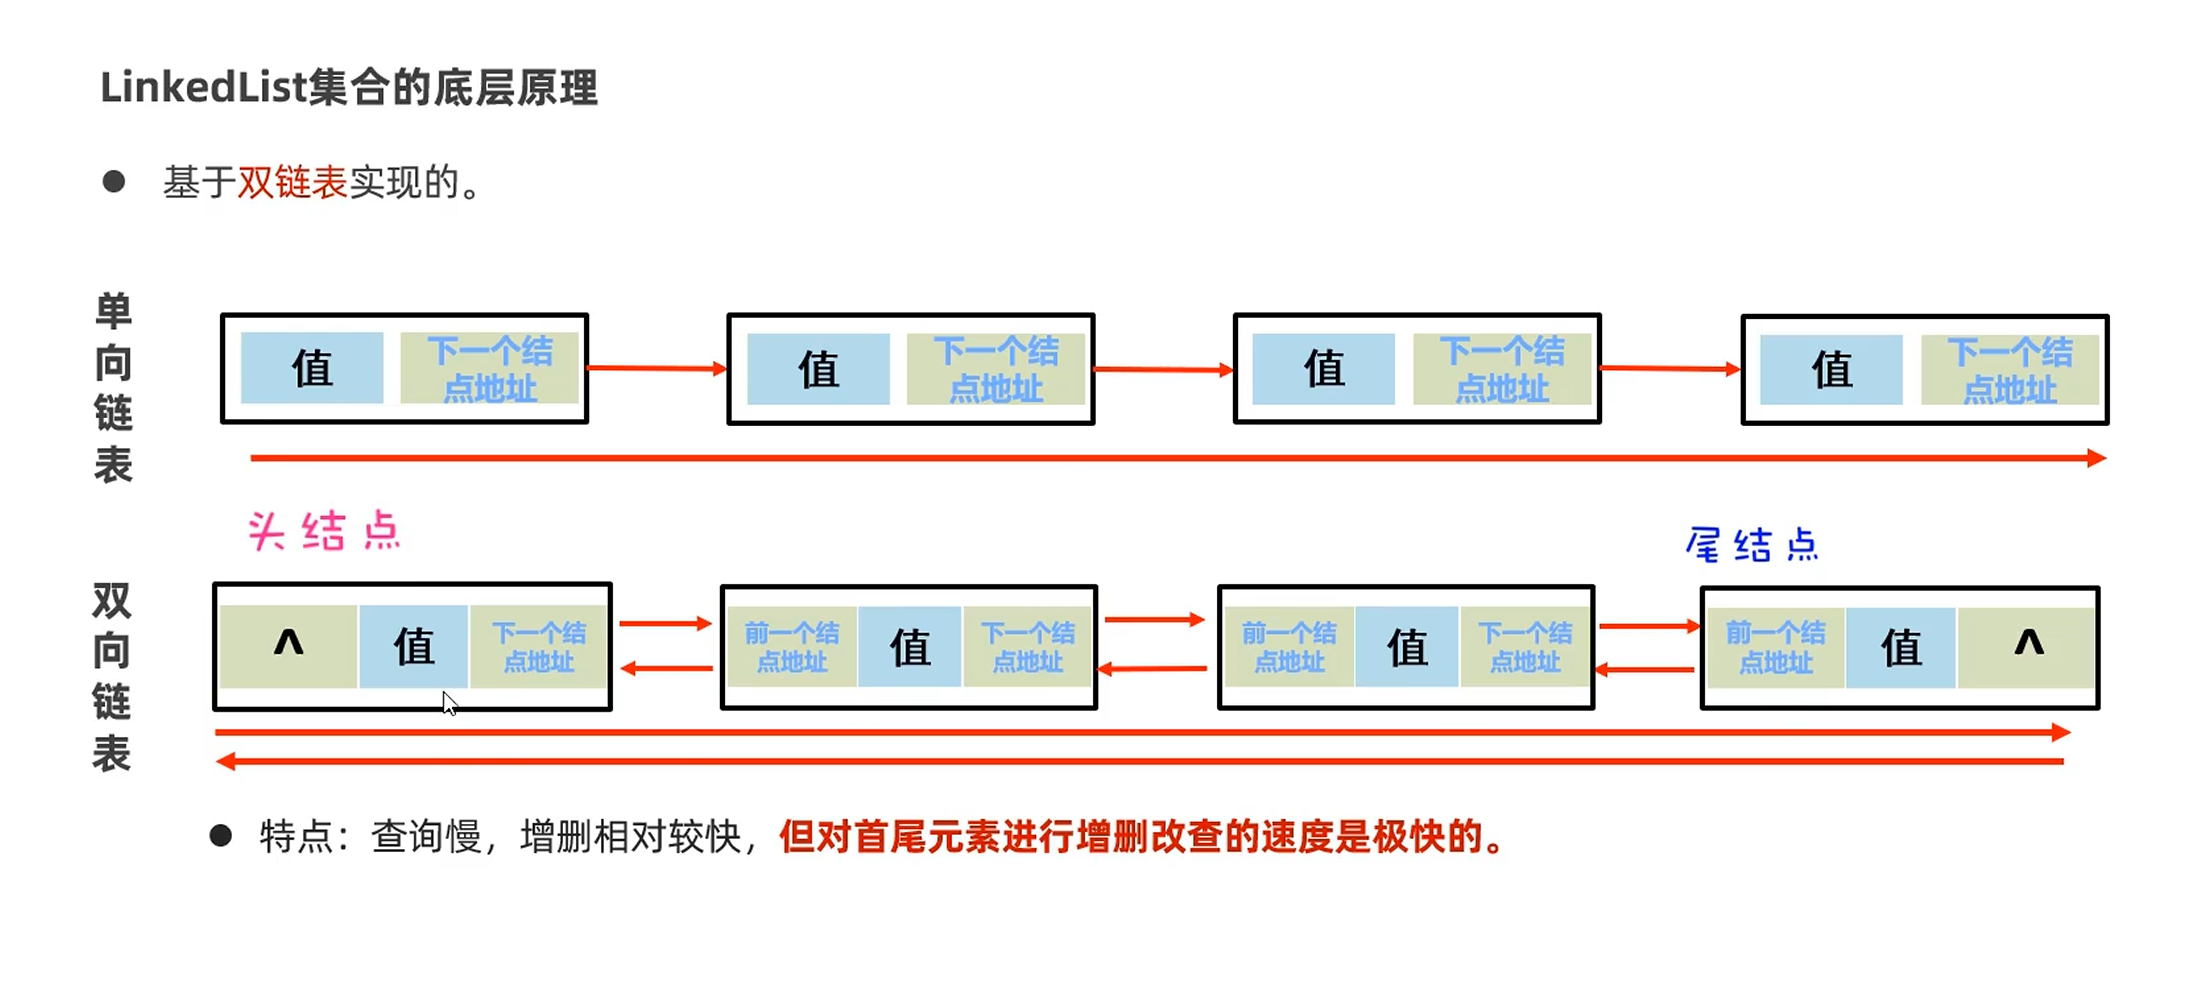 LinkedList集合的底层原理
● 基于双链表实现的。
单向链表
值 下一个结点地址 值 下一个结点地址 值 下一个结点地址 值 下一个结点地址
头结点 尾结点
双向链表
^ 值 下一个结点地址 前一个结点地址 值 下一个结点地址 前一个结点地址 值 下一个结点地址 前一个结点地址 值 ^
● 特点：查询慢，增删相对较快，但对首尾元素进行增删改查的速度是极快的。